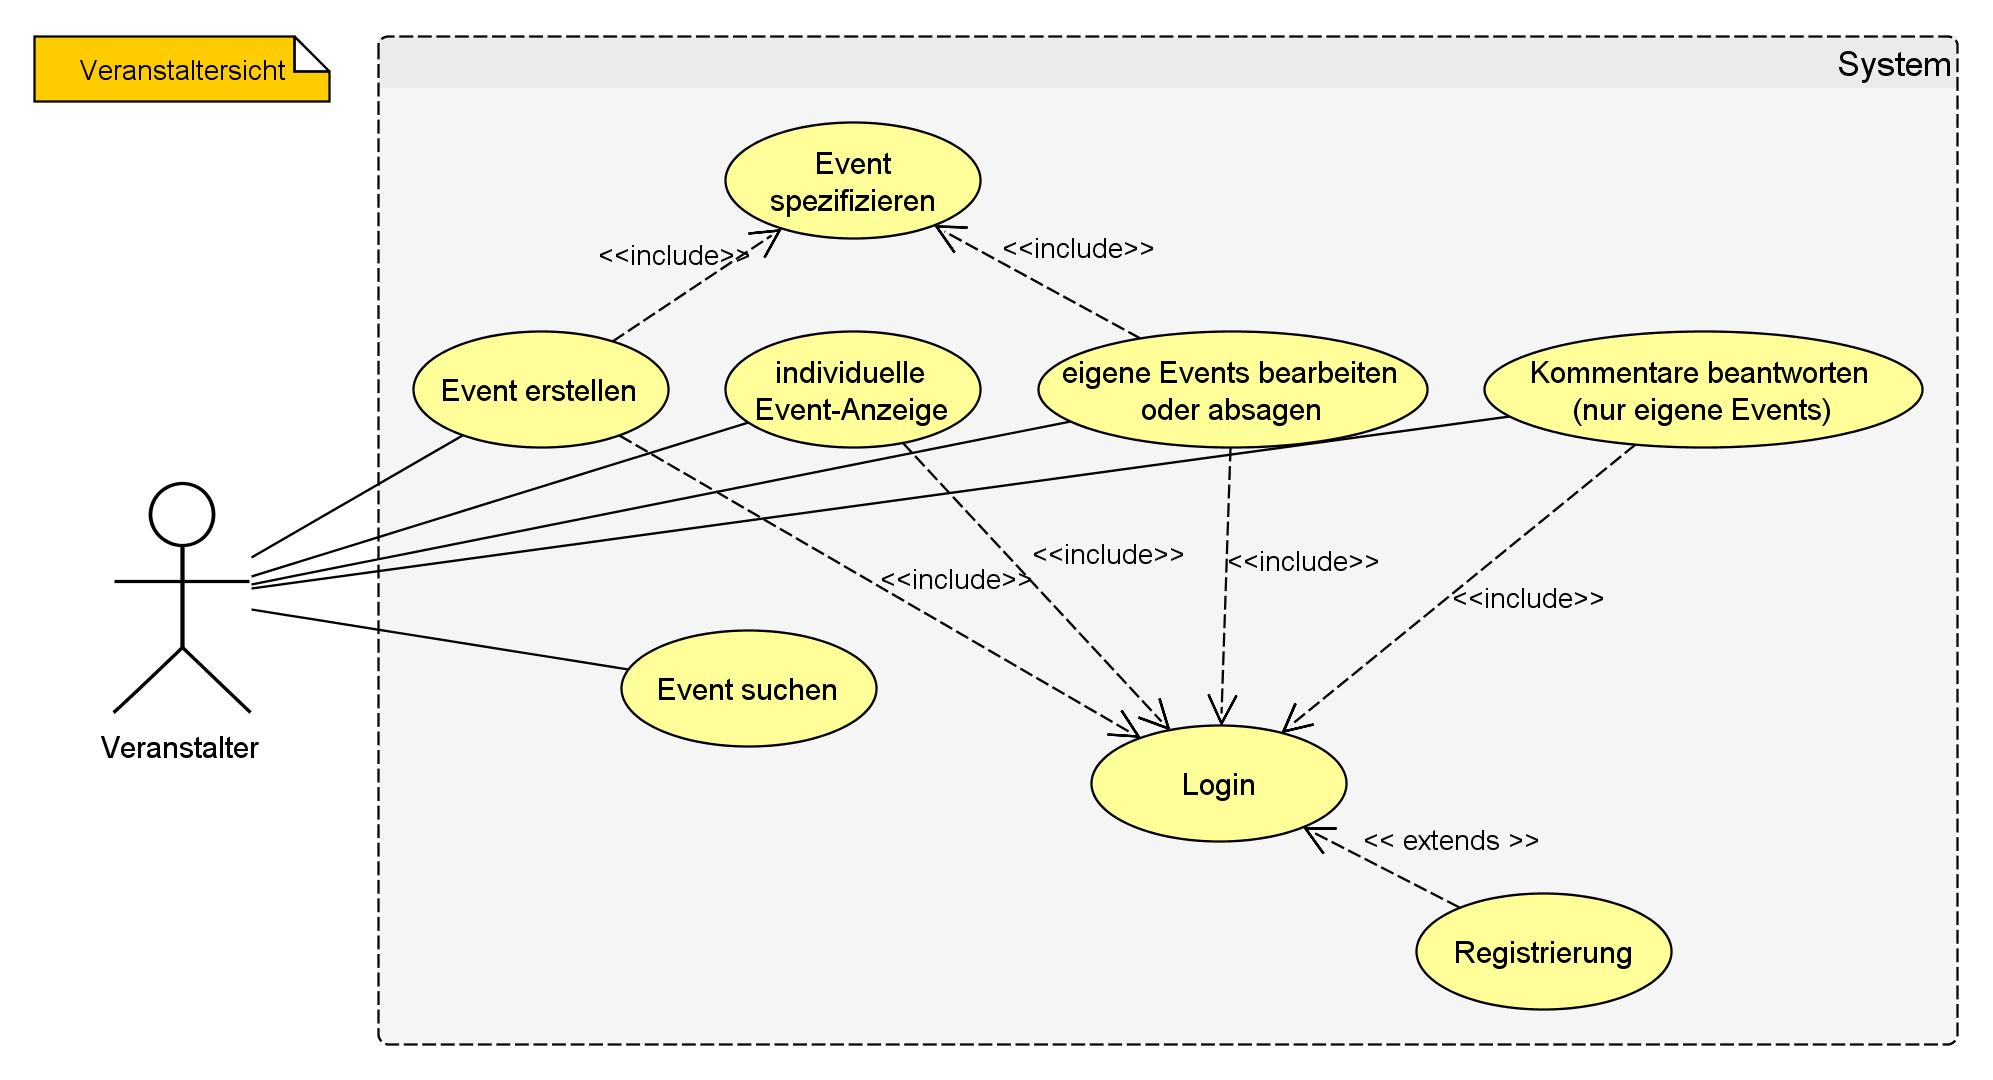 Veranstaltersicht
System
Event
spezifizieren
<<include>>
<<include>>
Event erstellen
individuelle
Event-Anzeige
eigene Events bearbeiten
oder absagen
Kommentare beantworten
(nur eigene Events)
<<include>>
<<include>>
<<include>>
<<include>>
Event suchen
Veranstalter
Login
<< extends >>
Registrierung